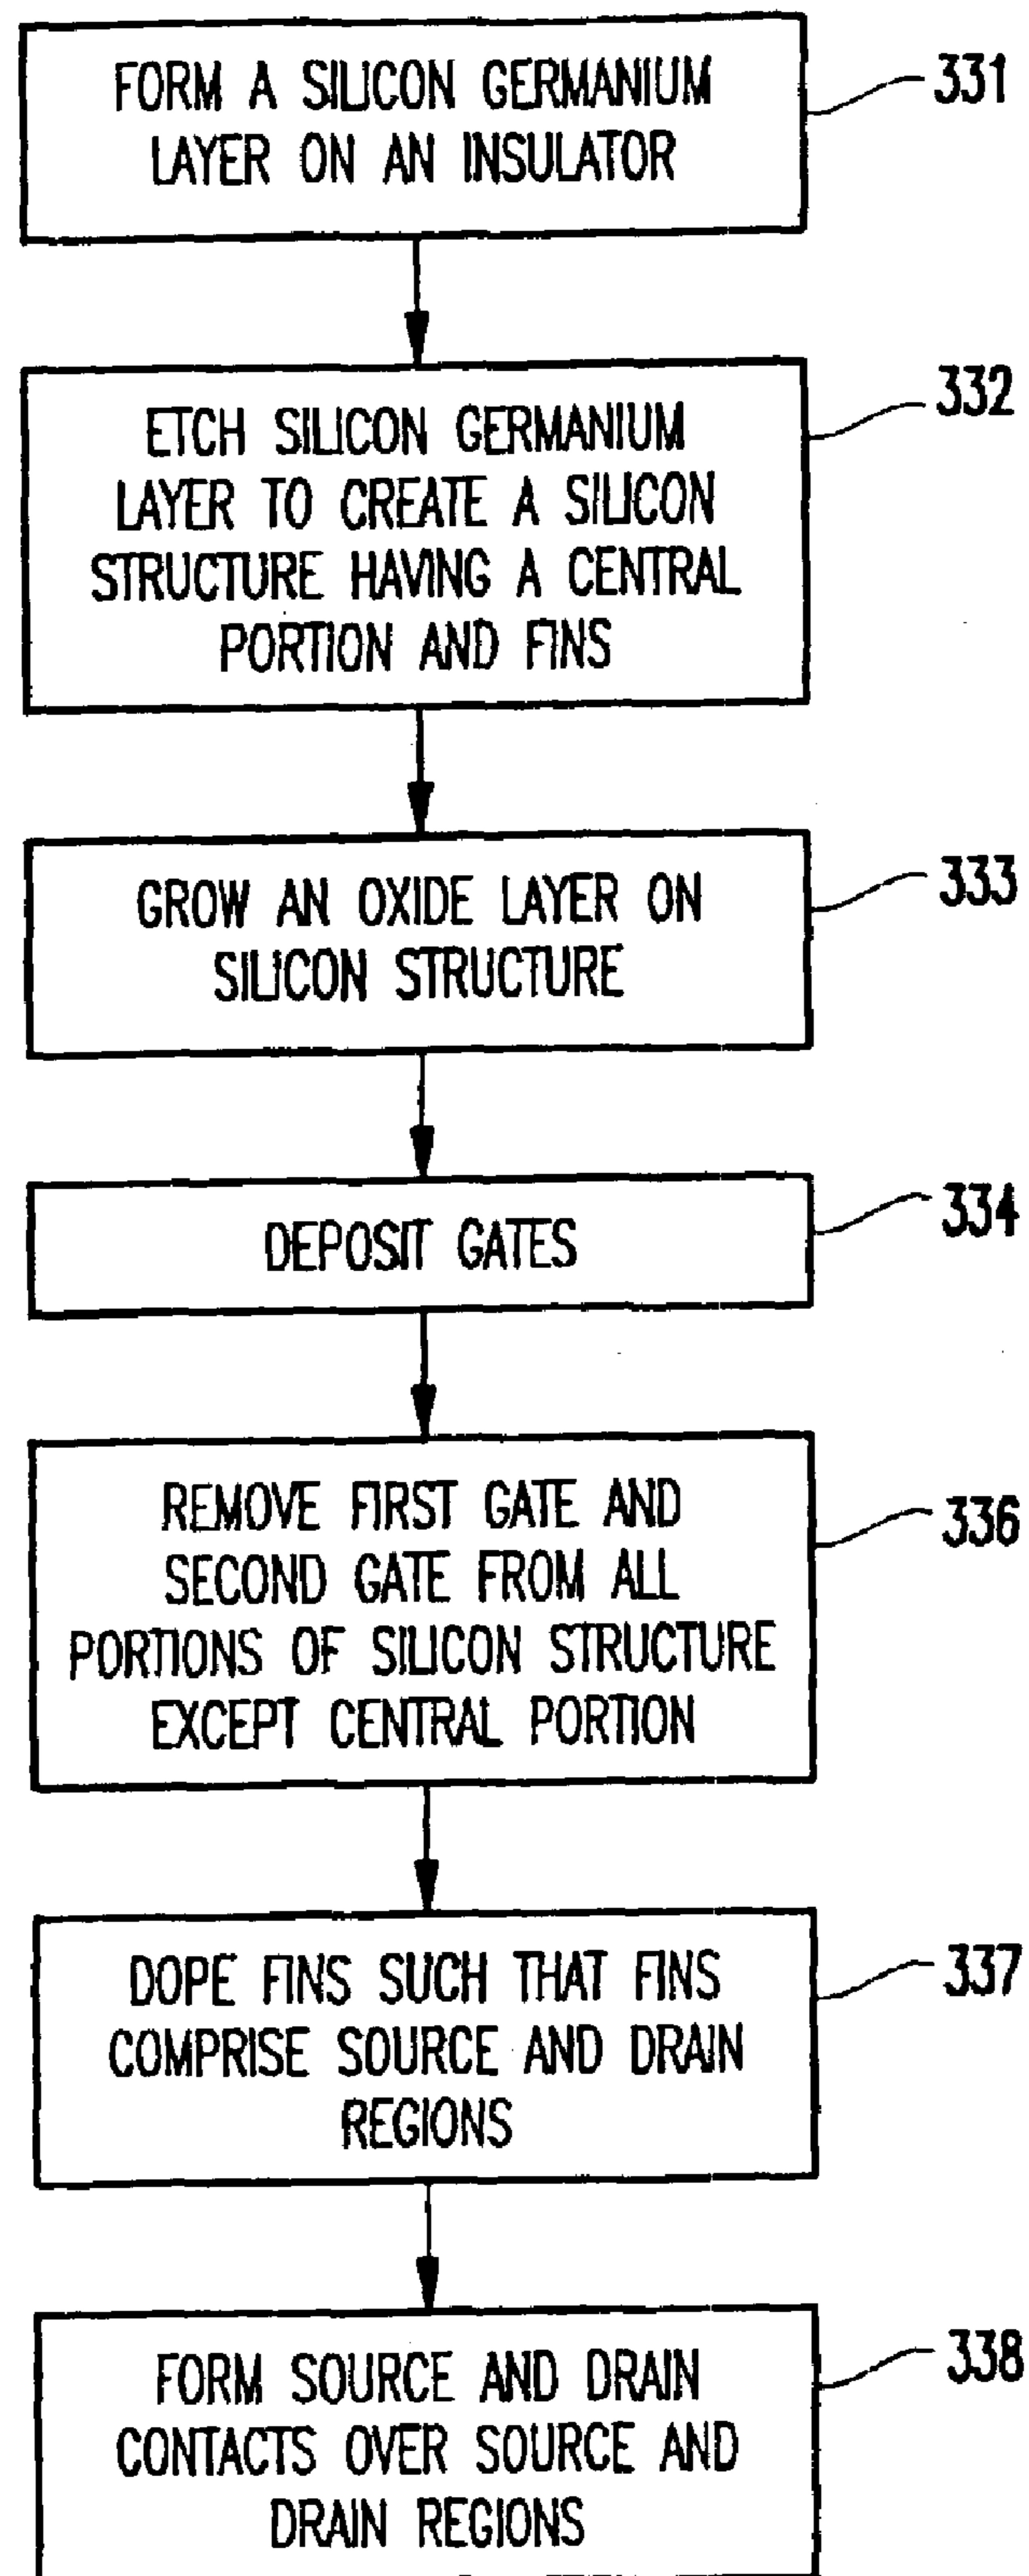 FORM A SILICON GERMANIUM
LAYER ON AN INSULATOR
331
ETCH SILICON GERMANIUM
LAYER TO CREATE A SILICON
STRUCTURE HAVING A CENTRAL
PORTION AND FINS
332
GROW AN OXIDE LAYER ON
SILICON STRUCTURE
333
DEPOSIT GATES
334
REMOVE FIRST GATE AND
SECOND GATE FROM ALL
PORTIONS OF SILICON STRUCTURE
EXCEPT CENTRAL PORTION
336
DOPE FINS SUCH THAT FINS
COMPRISE SOURCE AND DRAIN
REGIONS
337
FORM SOURCE AND DRAIN
CONTACTS OVER SOURCE AND
DRAIN REGIONS
338